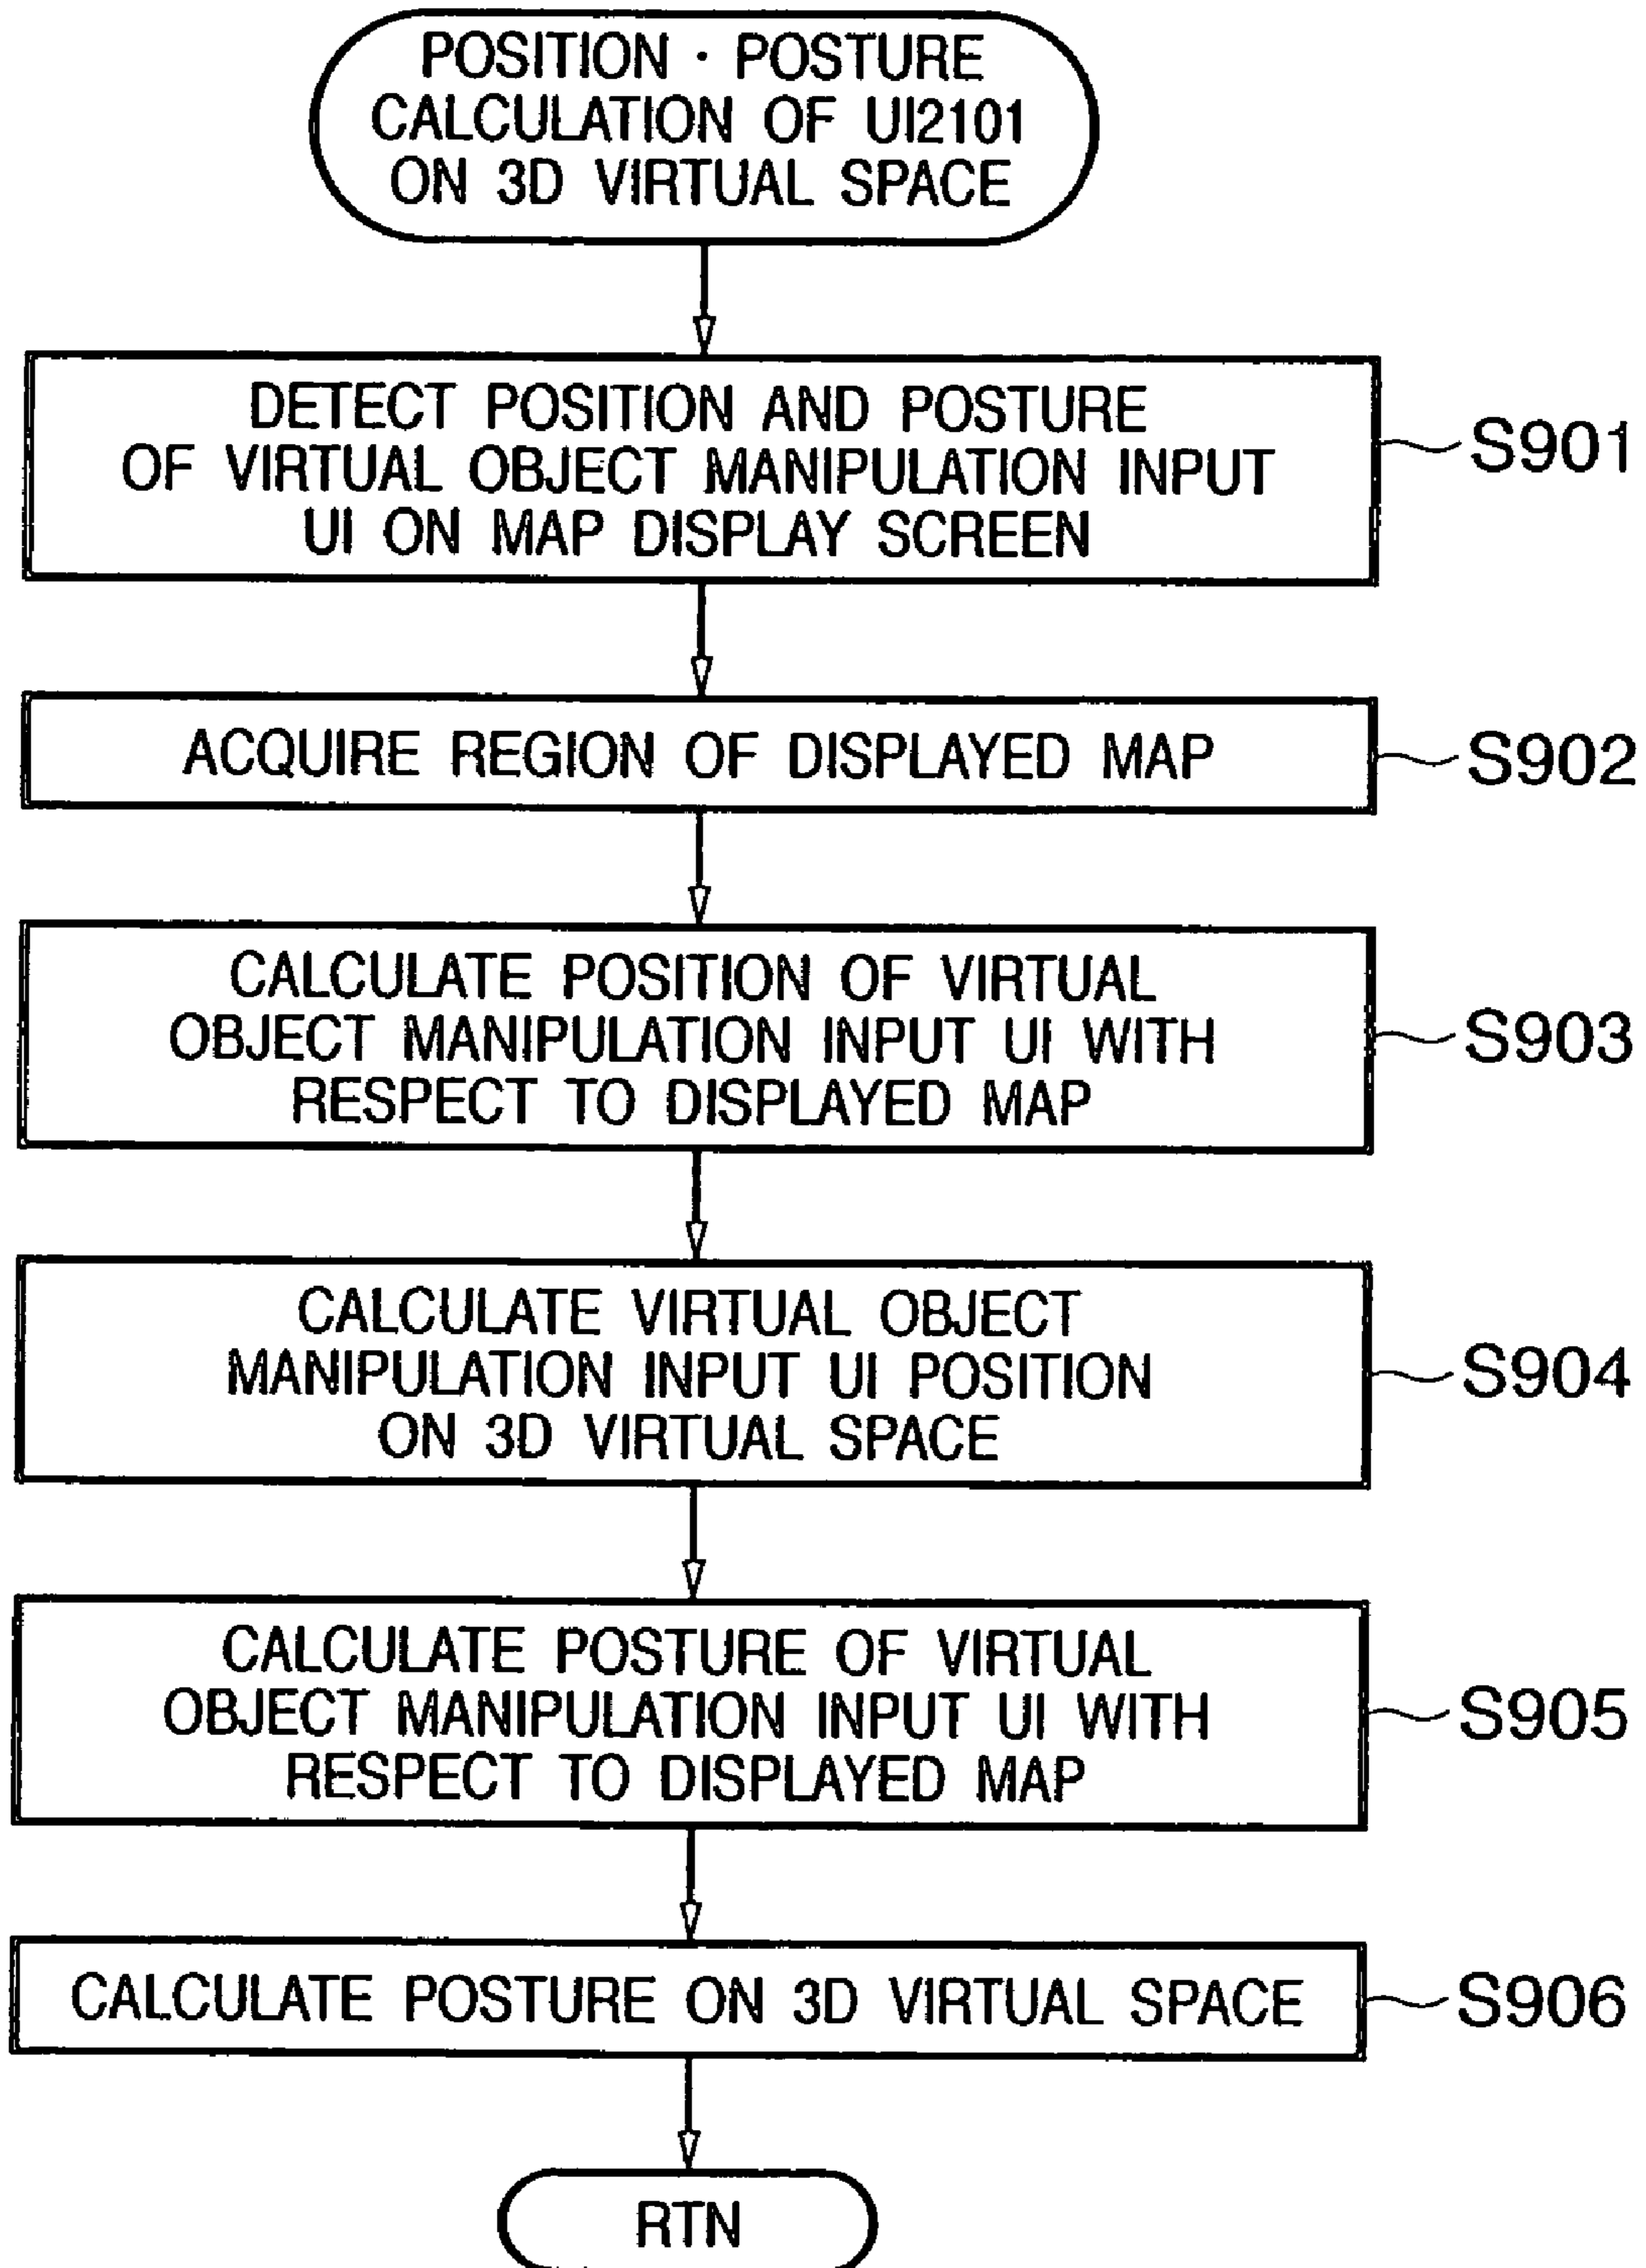 POSITION · POSTURE
CALCULATION OF UI2101
ON 3D VIRTUAL SPACE
DETECT POSITION AND POSTURE
OF VIRTUAL OBJECT MANIPULATION INPUT
UI ON MAP DISPLAY SCREEN
S901
ACQUIRE REGION OF DISPLAYED MAP
S902
CALCULATE POSITION OF VIRTUAL
OBJECT MANIPULATION INPUT UI WITH
RESPECT TO DISPLAYED MAP
S903
CALCULATE VIRTUAL OBJECT
MANIPULATION INPUT UI POSITION
ON 3D VIRTUAL SPACE
S904
CALCULATE POSTURE OF VIRTUAL
OBJECT MANIPULATION INPUT UI WITH
RESPECT TO DISPLAYED MAP
S905
CALCULATE POSTURE ON 3D VIRTUAL SPACE
S906
RTN